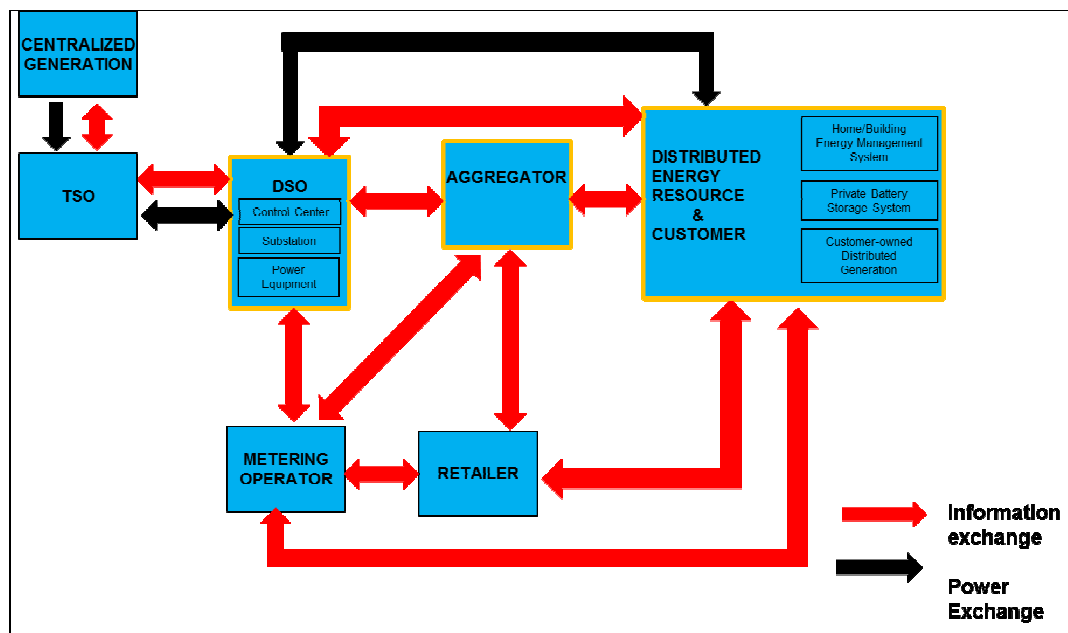 CENTRALIZED
GENERATION
TSO
DSO
Control Center
Substation
Power
Equipment
AGGREGATOR
DISTRIBUTED
ENERGY
RESOURCE
&
CUSTOMER
Home/Building
Energy Management
System
Private Battery
Storage System
Customer-owned
Distributed
Generation
METERING
OPERATOR
RETAILER
Information
exchange
Power
Exchange